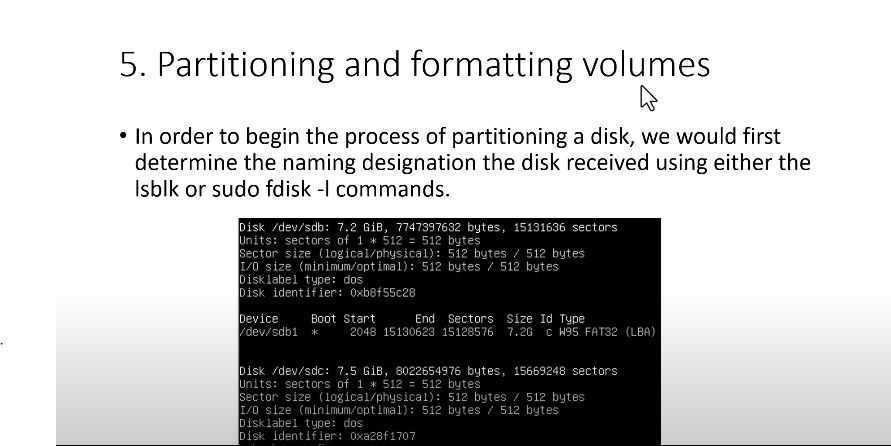 5. Partitioning and formatting volumes
• In order to begin the process of partitioning a disk, we would first
determine the naming designation the disk received using either the
lsblk or sudo fdisk -l commands.
Disk /dev/sdb: 7.2 GiB, 7747397632 bytes, 15131636 sectors
Units: sectors of 1 * 512 = 512 bytes
Sector size (logical/physical): 512 bytes / 512 bytes
I/O size (minimum/optimal): 512 bytes / 512 bytes
Disklabel type: dos
Disk identifier: 0xb8f55c28
Device     Boot Start      End  Sectors  Size Id Type
/dev/sdb1  *     2048 15130623 15128576  7.2G  c W95 FAT32 (LBA)
Disk /dev/sdc: 7.5 GiB, 8022654976 bytes, 15669248 sectors
Units: sectors of 1 * 512 = 512 bytes
Sector size (logical/physical): 512 bytes / 512 bytes
I/O size (minimum/optimal): 512 bytes / 512 bytes
Disklabel type: dos
Disk identifier: 0xa28f1707